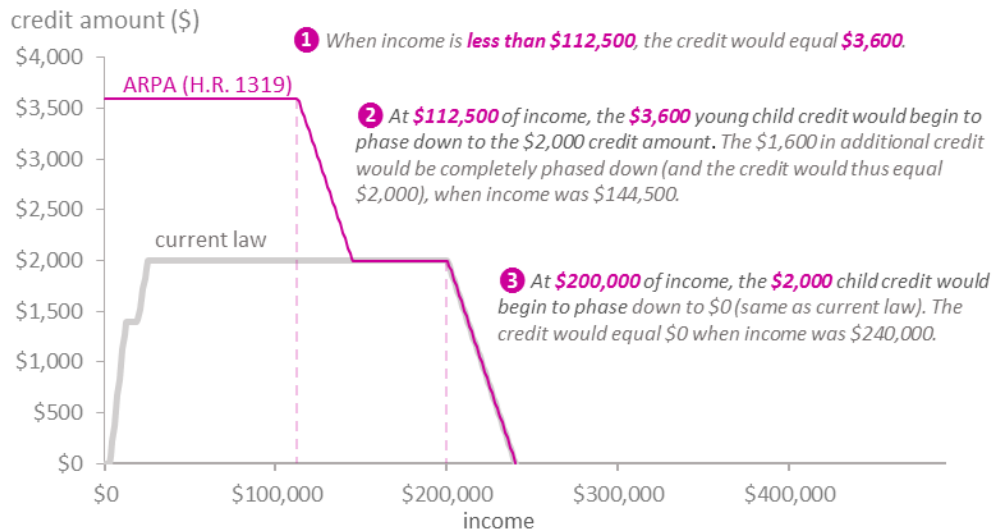 credit amount ($)
1 When income is less than $112,500, the credit would equal $3,600.
$4,000
ARPA (H.R. 1319)
$3,500
2 At $112,500 of income, the $3,600 young child credit would begin to
phase down to the $2,000 credit amount. The $1,600 in additional credit
would be completely phased down (and the credit would thus equal
$2,000), when income was $144,500.
$3,000
$2,500
current law
$2,000
3 At $200,000 of income, the $2,000 child credit would
begin to phase down to $0 (same as current law). The
credit would equal $0 when income was $240,000.
$1,500
$1,000
$500
$0
$0 $100,000 $200,000 $300,000 $400,000
income